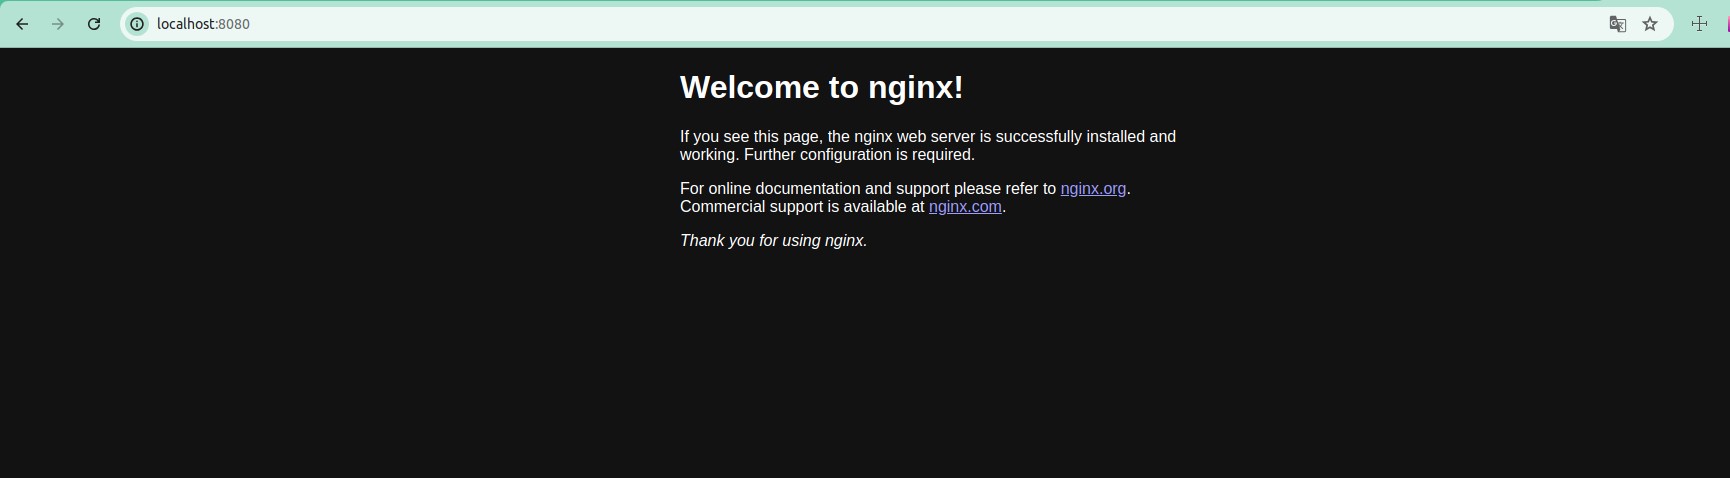 localhost:8080
Welcome to nginx!
If you see this page, the nginx web server is successfully installed and
working. Further configuration is required.
For online documentation and support please refer to nginx.org.
Commercial support is available at nginx.com.
Thank you for using nginx.